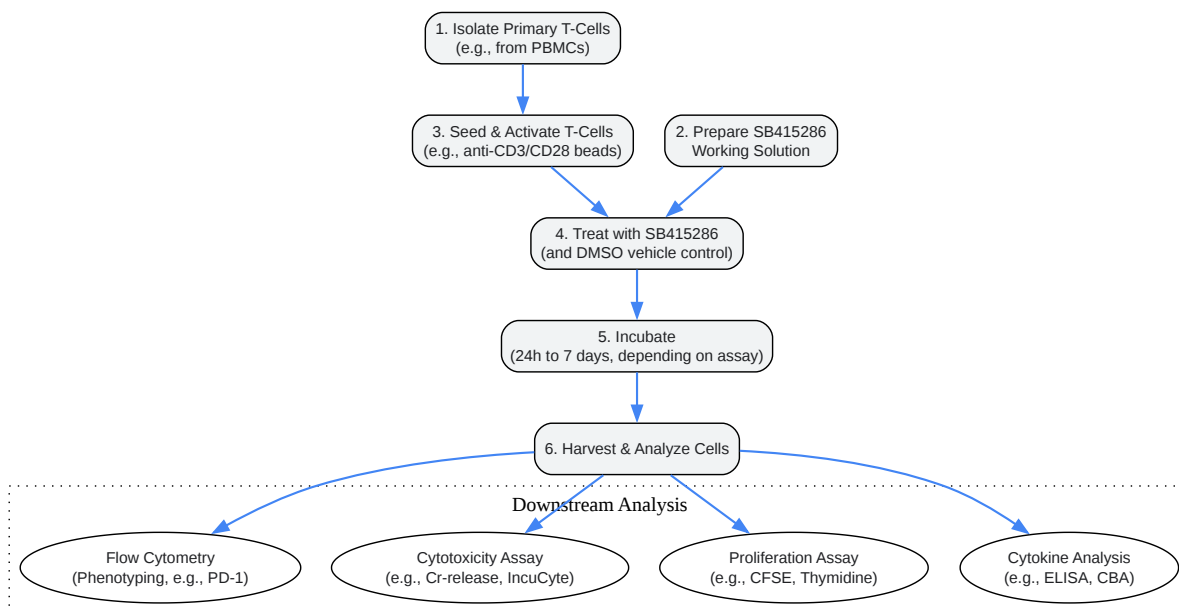 1. Isolate Primary T-Cells
(e.g., from PBMCs)
3. Seed & Activate T-Cells
(e.g., anti-CD3/CD28 beads)
2. Prepare SB415286
Working Solution
4. Treat with SB415286
(and DMSO vehicle control)
5. Incubate
(24h to 7 days, depending on assay)
6. Harvest & Analyze Cells
Downstream Analysis
Flow Cytometry
(Phenotyping, e.g., PD-1)
Cytotoxicity Assay
(e.g., Cr-release, IncuCyte)
Proliferation Assay
(e.g., CFSE, Thymidine)
Cytokine Analysis
(e.g., ELISA, CBA)